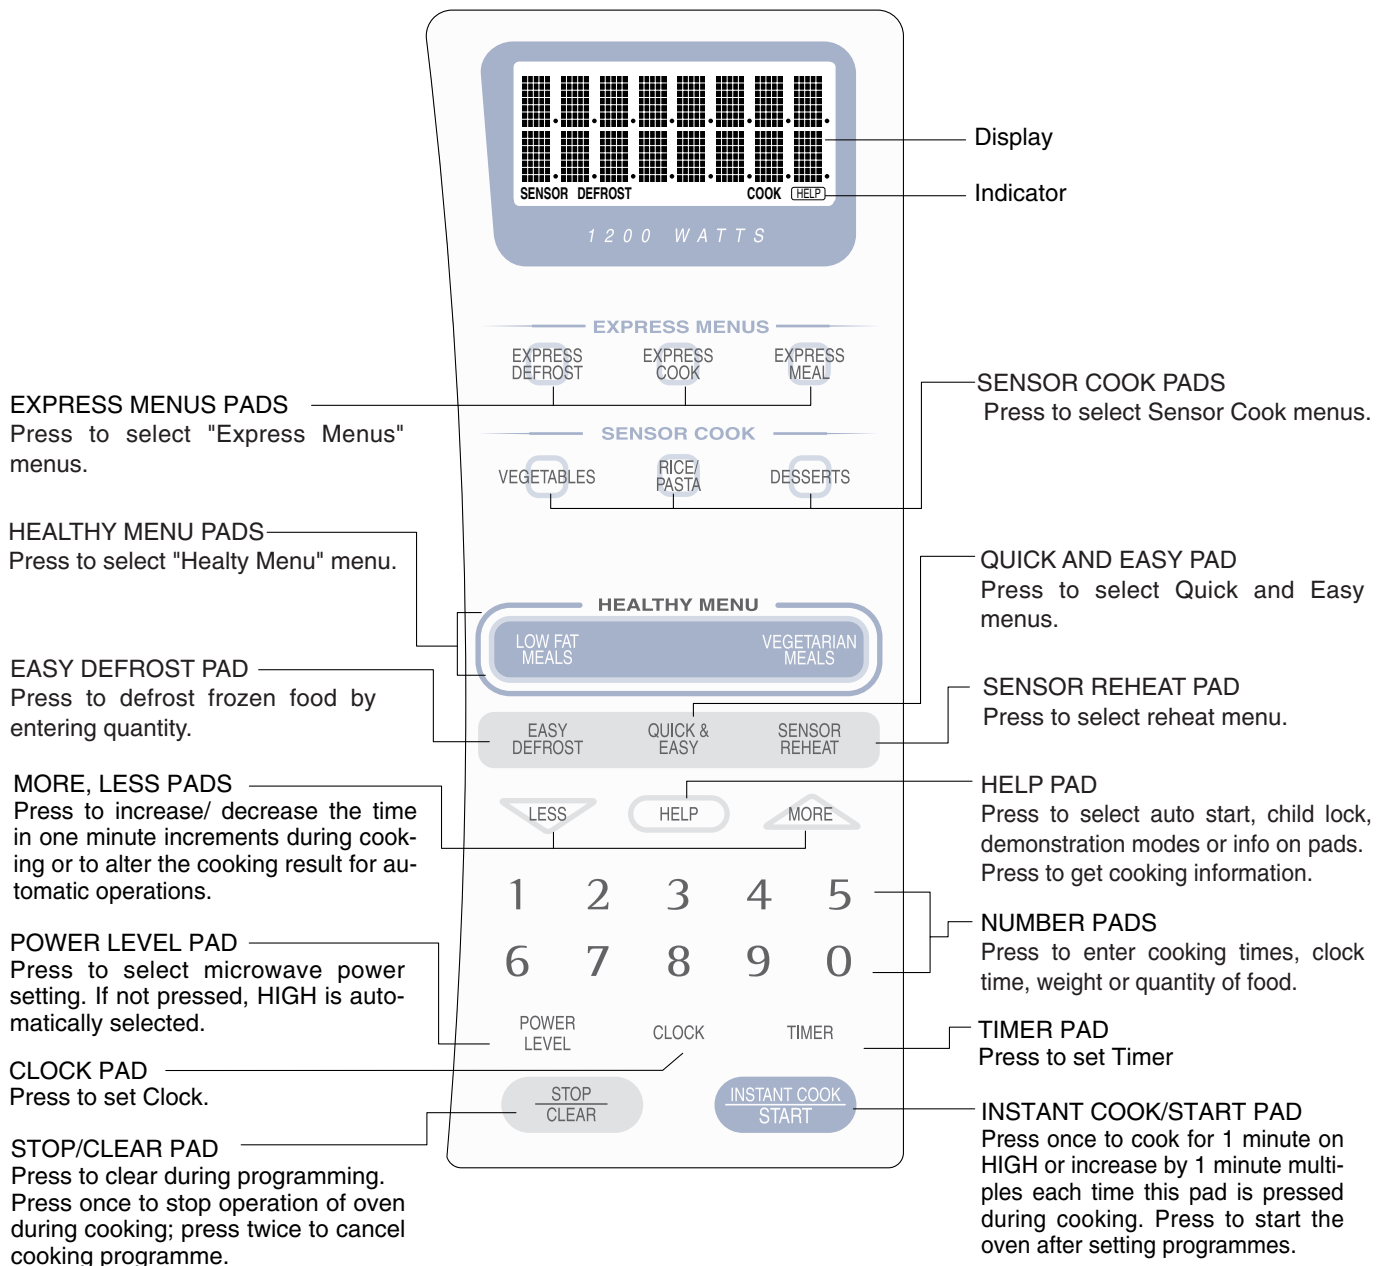 SENSOR DEFROST COOK HELP
1200 WATTS
Display
Indicator
EXPRESS MENUS
EXPRESS DEFROST
EXPRESS COOK
EXPRESS MEAL
SENSOR COOK
VEGETABLES
RICE/
PASTA
DESSERTS
HEALTHY MENU
LOW FAT
MEALS
VEGETARIAN
MEALS
EASY
DEFROST
QUICK &
EASY
SENSOR
REHEAT
LESS
HELP
MORE
1 2 3 4 5
6 7 8 9 0
POWER
LEVEL
CLOCK
TIMER
STOP
CLEAR
INSTANT COOK
START
EXPRESS MENUS PADS
Press to select "Express Menus"
menus.
HEALTHY MENU PADS
Press to select "Healty Menu" menu.
EASY DEFROST PAD
Press to defrost frozen food by
entering quantity.
MORE, LESS PADS
Press to increase/ decrease the time
in one minute increments during cook-
ing or to alter the cooking result for au-
tomatic operations.
POWER LEVEL PAD
Press to select microwave power
setting. If not pressed, HIGH is auto-
matically selected.
CLOCK PAD
Press to set Clock.
STOP/CLEAR PAD
Press to clear during programming.
Press once to stop operation of oven
during cooking; press twice to cancel
cooking programme.
SENSOR COOK PADS
Press to select Sensor Cook menus.
QUICK AND EASY PAD
Press to select Quick and Easy
menus.
SENSOR REHEAT PAD
Press to select reheat menu.
HELP PAD
Press to select auto start, child lock,
demonstration modes or info on pads.
Press to get cooking information.
NUMBER PADS
Press to enter cooking times, clock
time, weight or quantity of food.
TIMER PAD
Press to set Timer
INSTANT COOK/START PAD
Press once to cook for 1 minute on
HIGH or increase by 1 minute multi-
ples each time this pad is pressed
during cooking. Press to start the
oven after setting programmes.